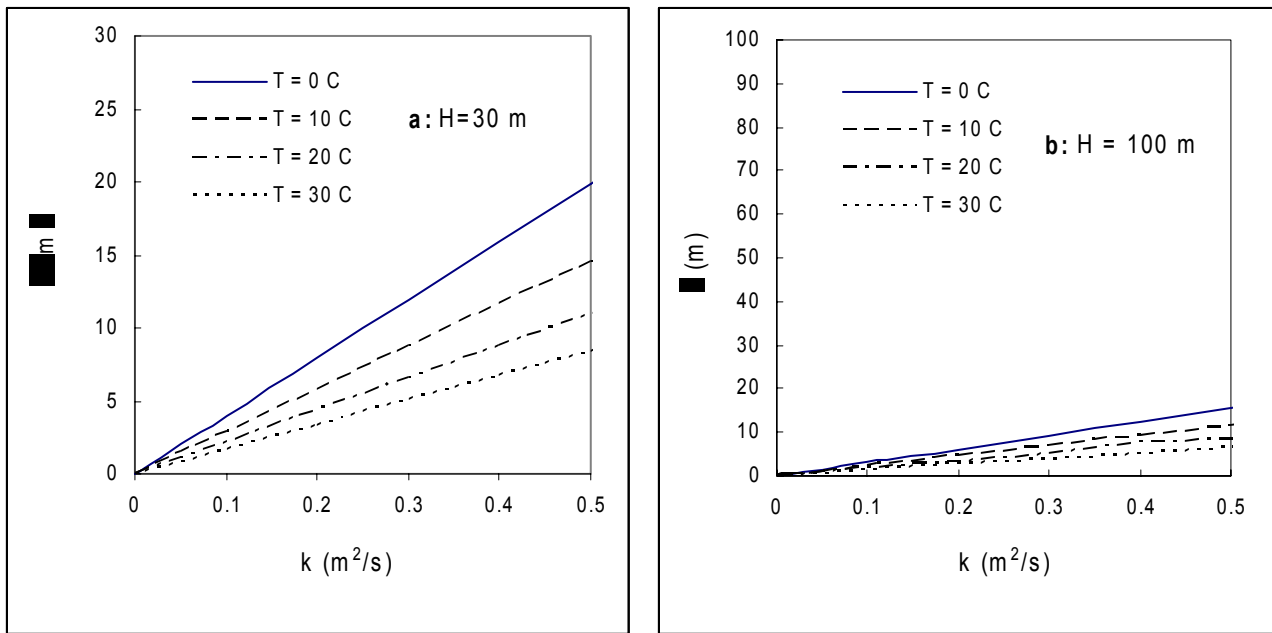 30
25
20
15
10
5
0
T = 0 C
T = 10 C
T = 20 C
T = 30 C
a: H=30 m
m
0 0.1 0.2 0.3 0.4 0.5
k (m²/s)
100
90
80
70
60
50
40
30
20
10
0
T = 0 C
T = 10 C
T = 20 C
T = 30 C
b: H = 100 m
(m)
0 0.1 0.2 0.3 0.4 0.5
k (m²/s)